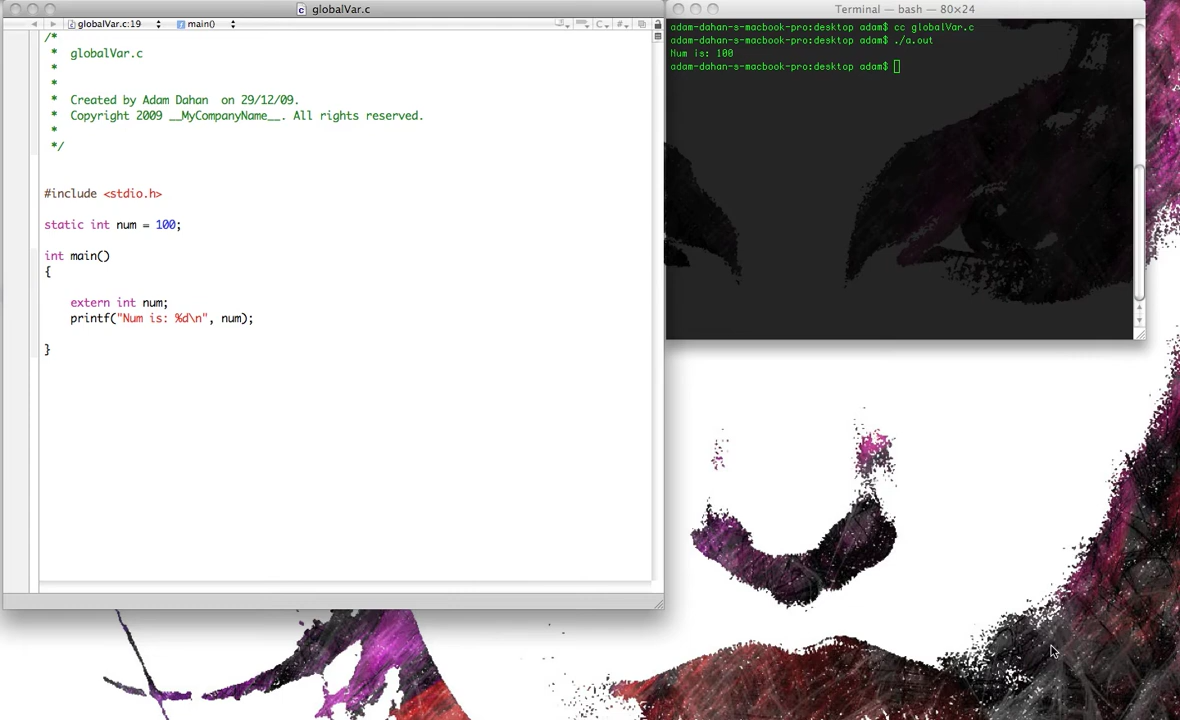 globalVar.c
globalVar.c:19 main() C #
/*
* globalVar.c
*
*
* Created by Adam Dahan  on 29/12/09.
* Copyright 2009 __MyCompanyName__. All rights reserved.
*
*/
#include <stdio.h>
static int num = 100;
int main()
{
extern int num;
printf("Num is: %d\n", num);
}
Terminal — bash — 80×24
adam-dahan-s-macbook-pro:desktop adam$ cc globalVar.c
adam-dahan-s-macbook-pro:desktop adam$ ./a.out
Num is: 100
adam-dahan-s-macbook-pro:desktop adam$